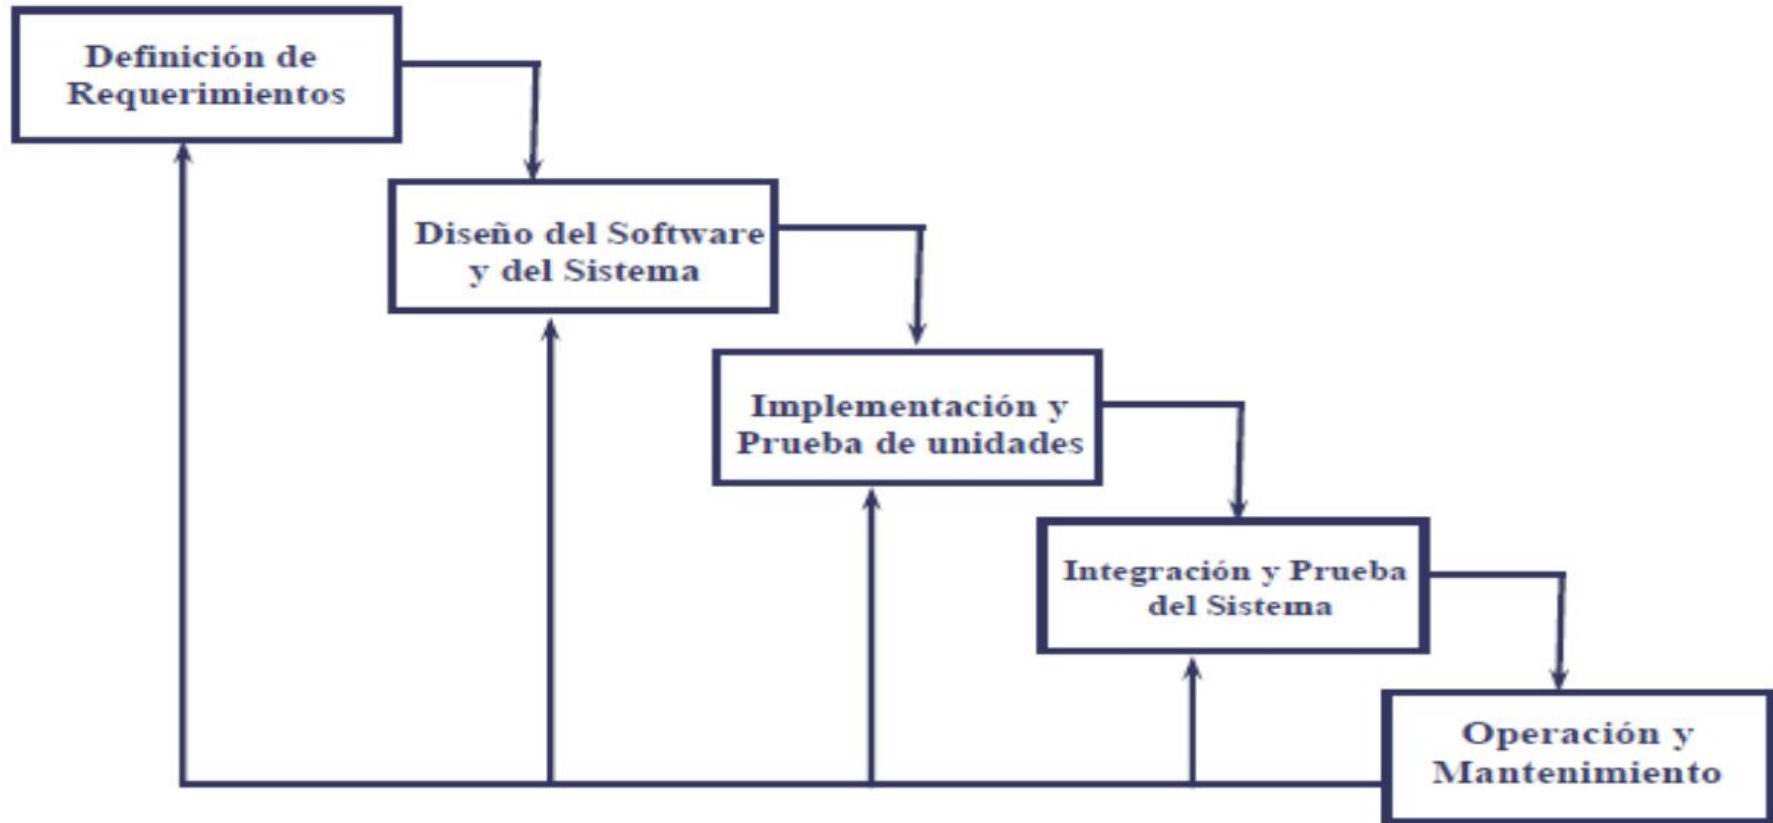 Definición de
Requerimientos
Diseño del Software
y del Sistema
Implementación y
Prueba de unidades
Integración y Prueba
del Sistema
Operación y
Mantenimiento